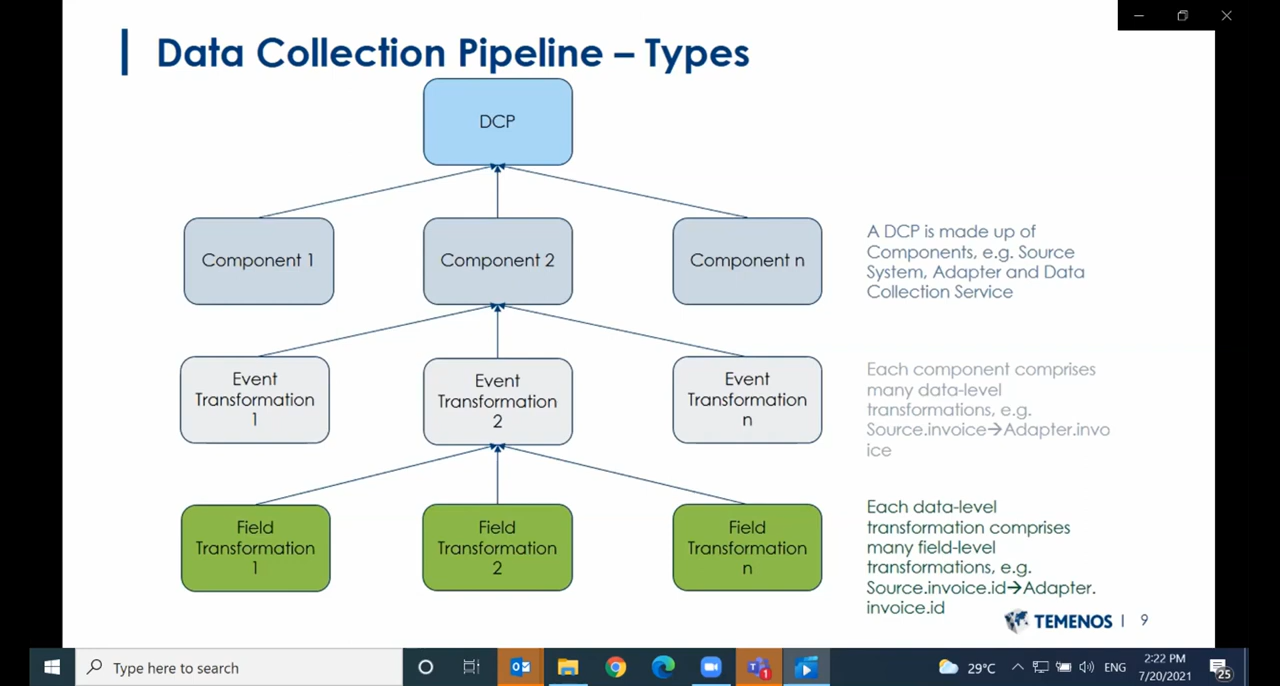 Data Collection Pipeline – Types
DCP
Component 1
Component 2
Component n
A DCP is made up of
Components, e.g. Source
System, Adapter and Data
Collection Service
Event
Transformation
1
Event
Transformation
2
Event
Transformation
n
Each component comprises
many data-level
transformations, e.g.
Source.invoice→Adapter.invo
ice
Field
Transformation
1
Field
Transformation
2
Field
Transformation
n
Each data-level
transformation comprises
many field-level
transformations, e.g.
Source.invoice.id→Adapter.
invoice.id
TEMENOS | 9
Type here to search
1
29°C
ENG
2:22 PM
7/20/2021
25